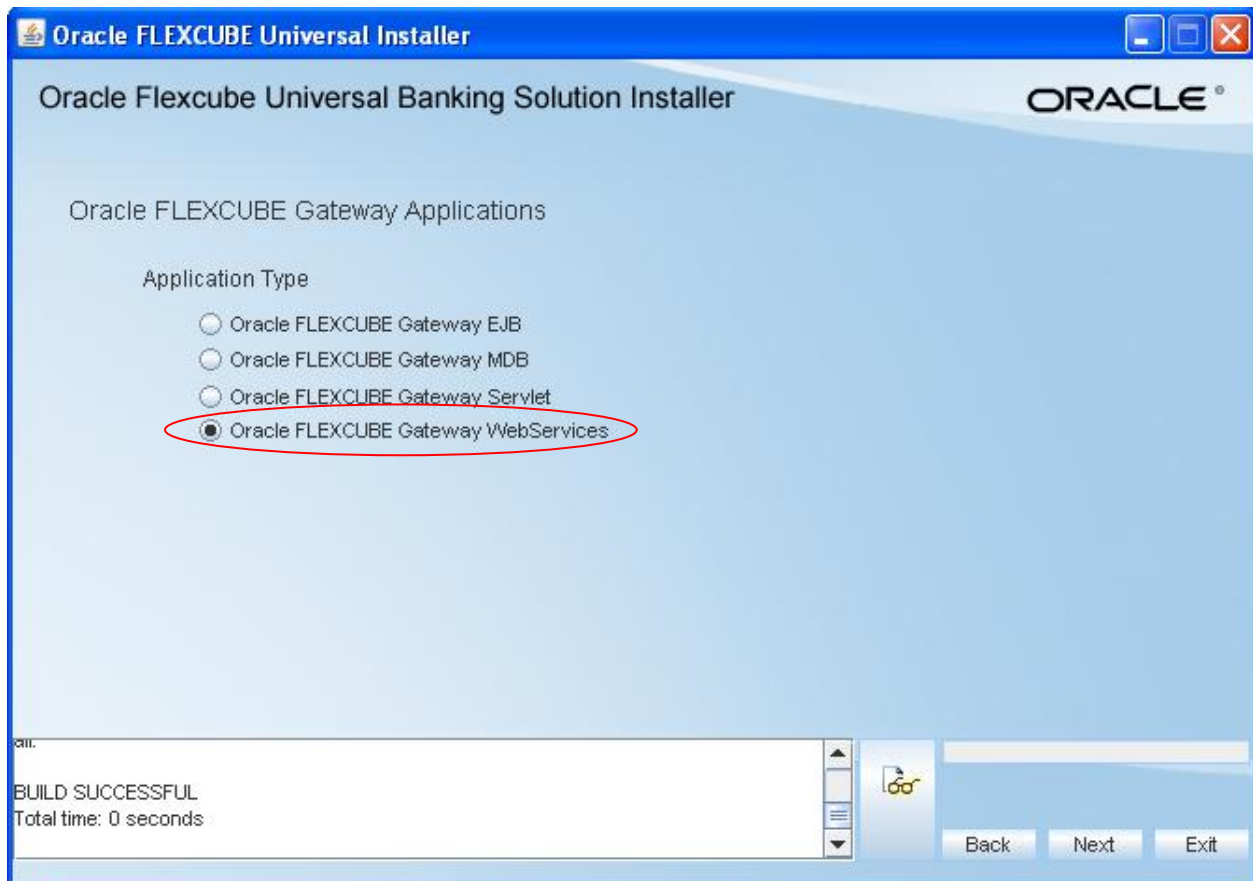 Oracle FLEXCUBE Universal Installer
Oracle Flexcube Universal Banking Solution Installer
ORACLE®
Oracle FLEXCUBE Gateway Applications
Application Type
Oracle FLEXCUBE Gateway EJB
Oracle FLEXCUBE Gateway MDB
Oracle FLEXCUBE Gateway Servlet
Oracle FLEXCUBE Gateway WebServices
BUILD SUCCESSFUL
Total time: 0 seconds
Back Next Exit